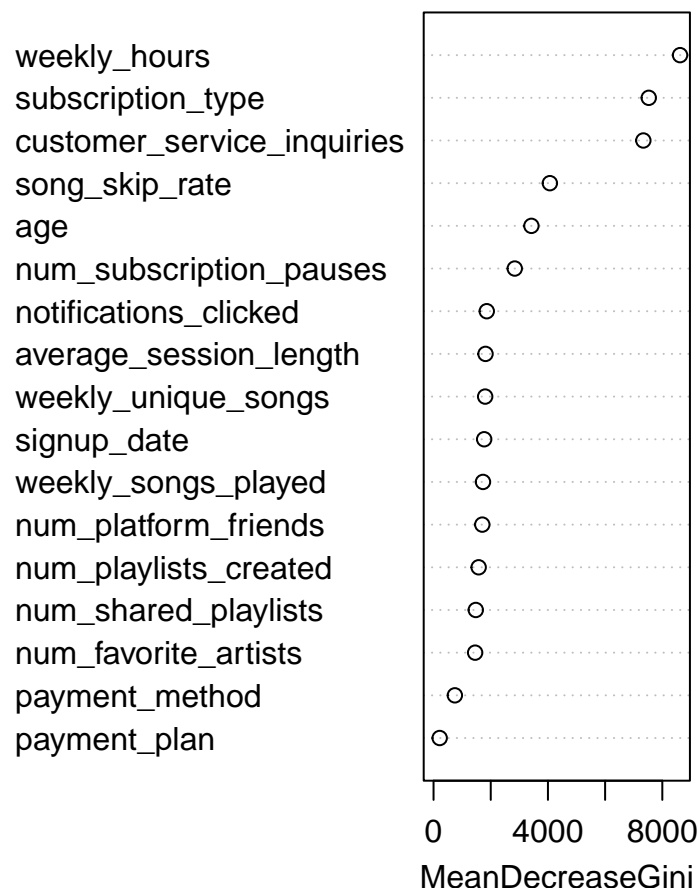 weekly_hours
subscription_type
customer_service_inquiries
song_skip_rate
age
num_subscription_pauses
notifications_clicked
average_session_length
weekly_unique_songs
signup_date
weekly_songs_played
num_platform_friends
num_playlists_created
num_shared_playlists
num_favorite_artists
payment_method
payment_plan
0 4000 8000
MeanDecreaseGini